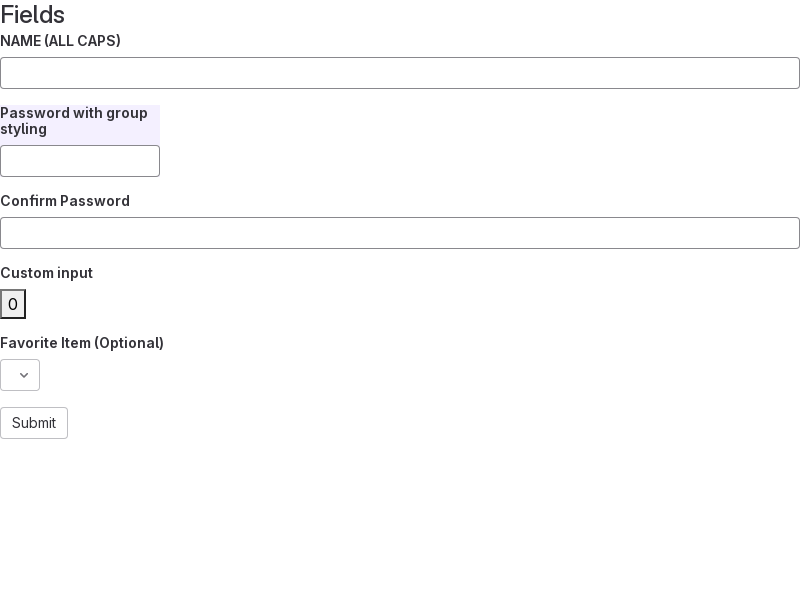 Fields
NAME (ALL CAPS)
Password with group
styling
Confirm Password
Custom input
0
Favorite Item (Optional)
Submit